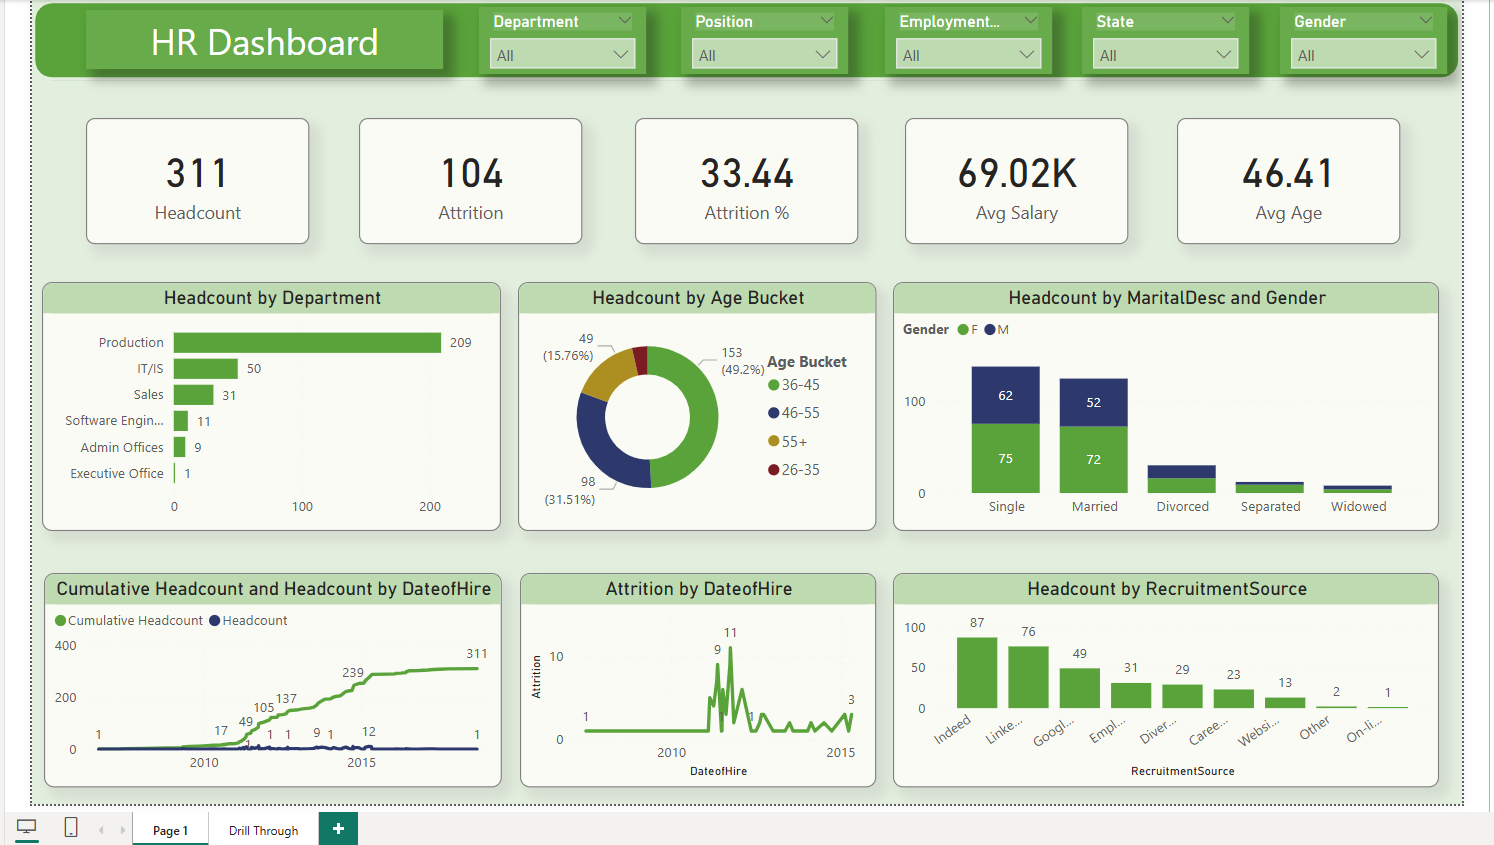 HR Dashboard
Department
Position
Employment...
State
Gender
All
All
All
All
All
311
Headcount
104
Attrition
33.44
Attrition %
69.02K
Avg Salary
46.41
Avg Age
Headcount by Department
Production 209
IT/IS 50
Sales 31
Software Engin... 11
Admin Offices 9
Executive Office 1
0 100 200
Headcount by Age Bucket
49
(15.76%)
153
(49.2%)
98
(31.51%)
Age Bucket
36-45
46-55
55+
26-35
Headcount by MaritalDesc and Gender
Gender F M
100
0
62
75
52
72
Single Married Divorced Separated Widowed
Cumulative Headcount and Headcount by DateofHire
Cumulative Headcount Headcount
400
200
0
1 17 49 105 137 239 311
1 1 1 9 1 12 1
2010 2015
Attrition by DateofHire
Attrition
10
0
1 9 11 1 3
2010 2015
DateofHire
Headcount by RecruitmentSource
100
50
0
87 76 49 31 29 23 13 2 1
Indeed Linke... Googl... Empl... Diver... Caree... Websi... Other On-li...
RecruitmentSource
Page 1
Drill Through
+